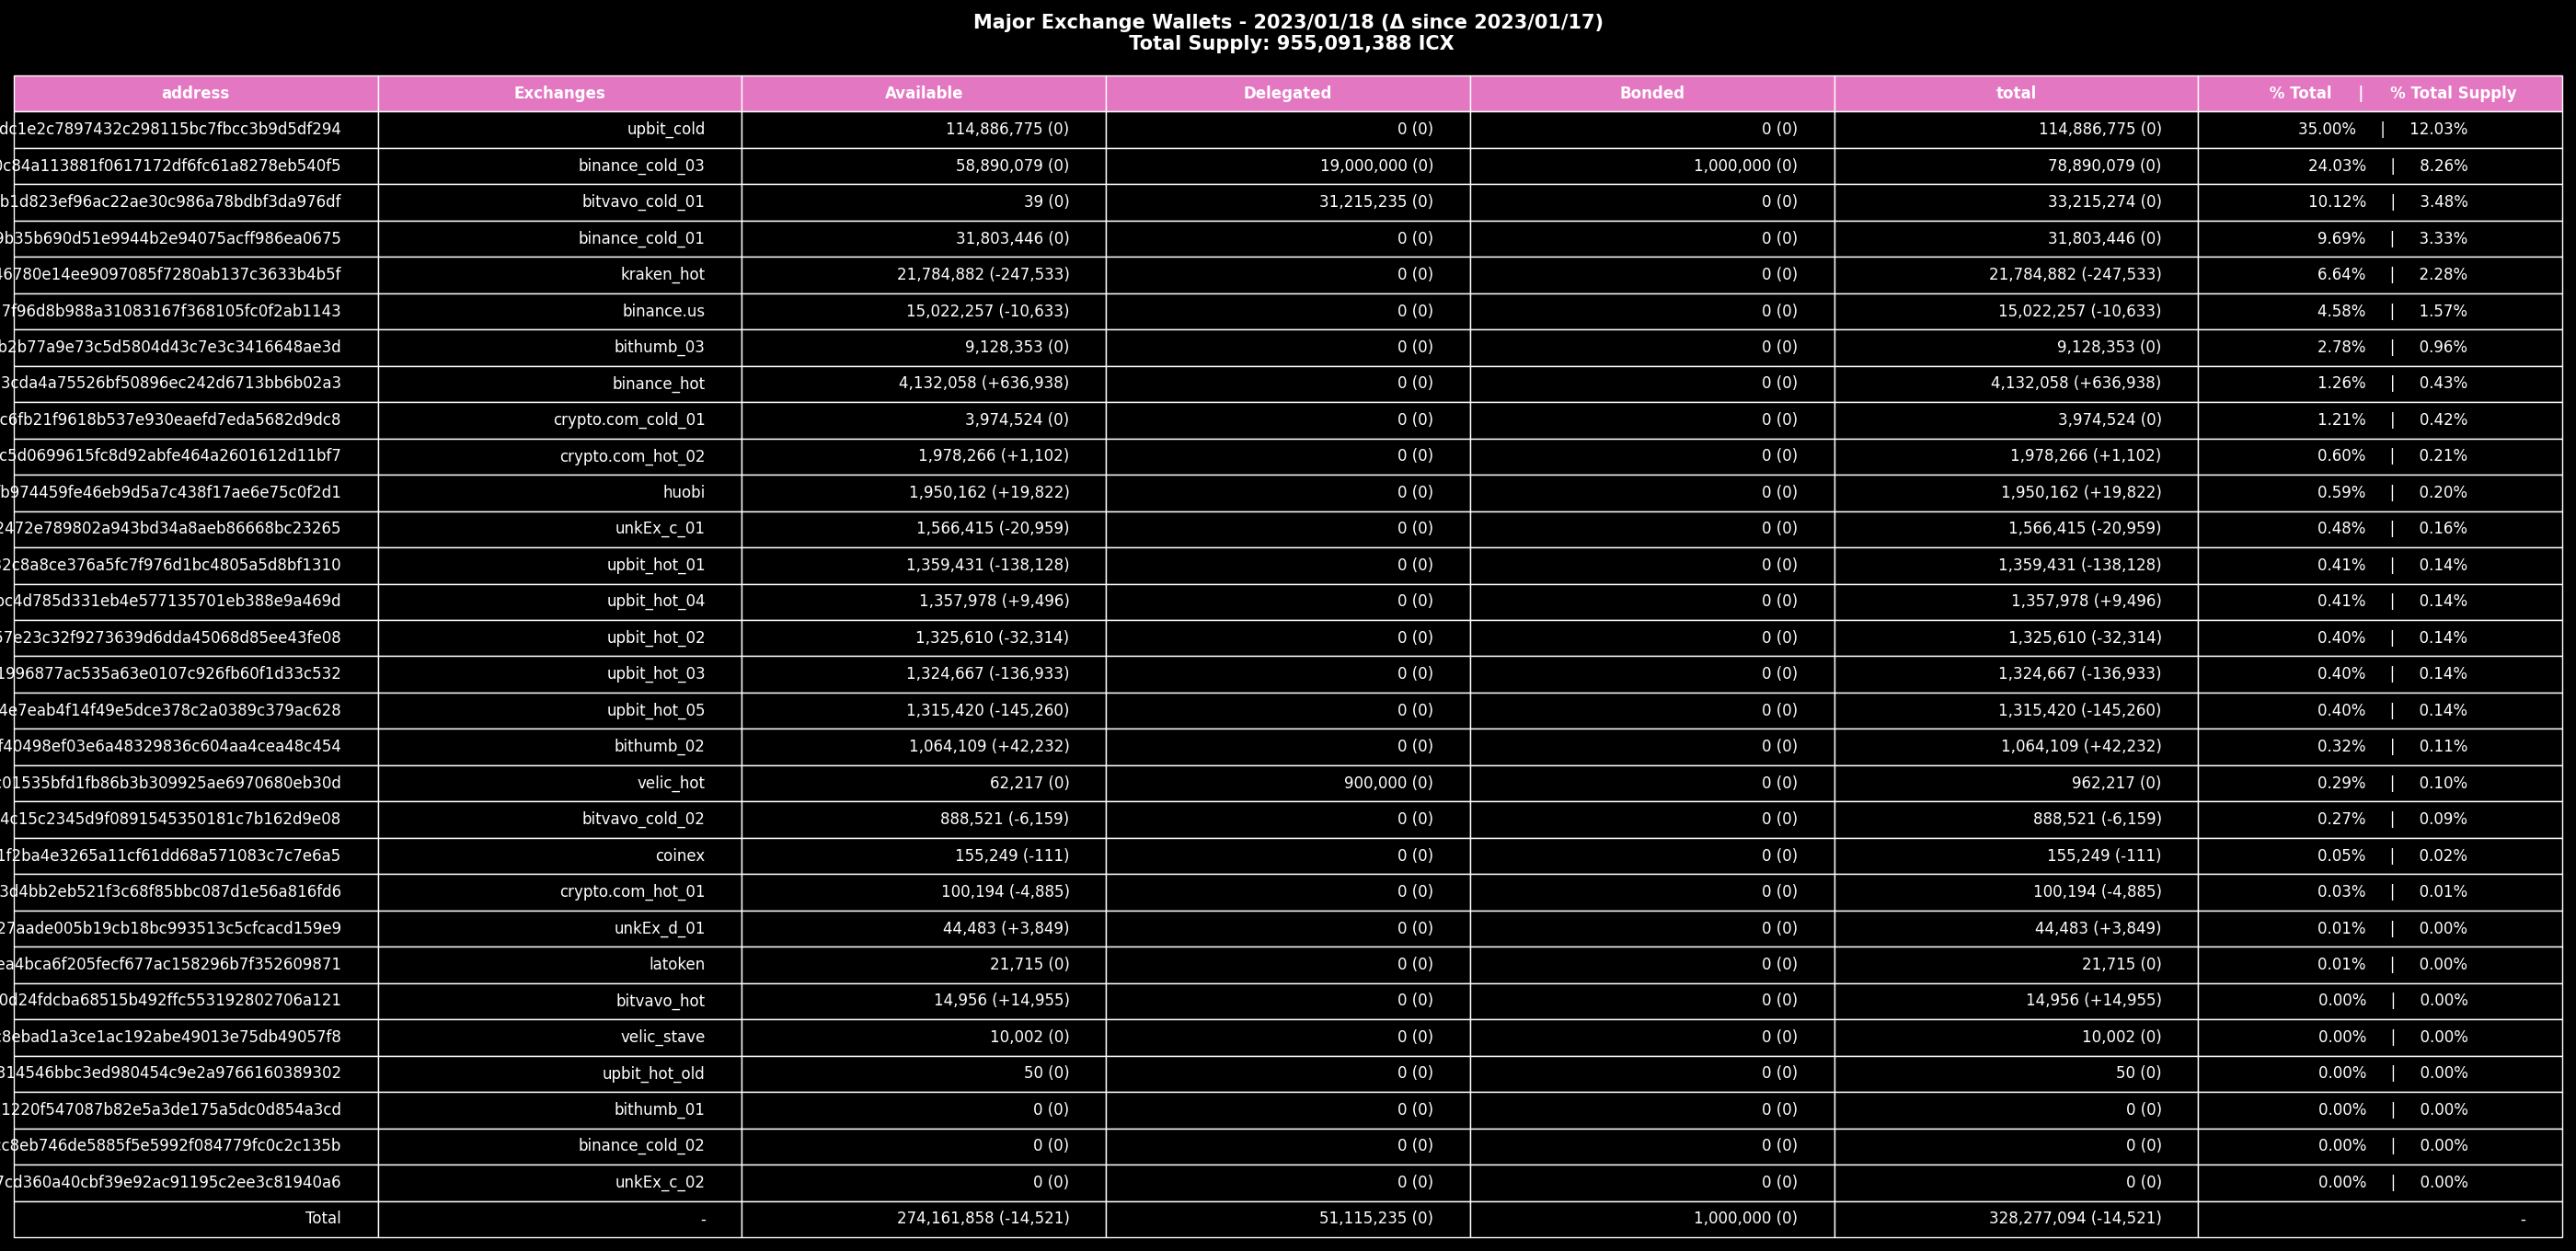 Major Exchange Wallets - 2023/01/18 (Δ since 2023/01/17)
Total Supply: 955,091,388 ICX
address Exchanges Available Delegated Bonded total % Total | % Total Supply
dc1e2c7897432c298115bc7fbcc3b9d5df294 upbit_cold 114,886,775 (0) 0 (0) 0 (0) 114,886,775 (0) 35.00% | 12.03%
0c84a113881f0617172df6fc61a8278eb540f5 binance_cold_03 58,890,079 (0) 19,000,000 (0) 1,000,000 (0) 78,890,079 (0) 24.03% | 8.26%
b1d823ef96ac22ae30c986a78bdbf3da976df bitvavo_cold_01 39 (0) 31,215,235 (0) 0 (0) 33,215,274 (0) 10.12% | 3.48%
9b35b690d51e9944b2e94075acff986ea0675 binance_cold_01 31,803,446 (0) 0 (0) 0 (0) 31,803,446 (0) 9.69% | 3.33%
46780e14ee9097085f7280ab137c3633b4b5f kraken_hot 21,784,882 (-247,533) 0 (0) 0 (0) 21,784,882 (-247,533) 6.64% | 2.28%
7f96d8b988a31083167f368105fc0f2ab1143 binance.us 15,022,257 (-10,633) 0 (0) 0 (0) 15,022,257 (-10,633) 4.58% | 1.57%
b2b77a9e73c5d5804d43c7e3c3416648ae3d bithumb_03 9,128,353 (0) 0 (0) 0 (0) 9,128,353 (0) 2.78% | 0.96%
3cda4a75526bf50896ec242d6713bb6b02a3 binance_hot 4,132,058 (+636,938) 0 (0) 0 (0) 4,132,058 (+636,938) 1.26% | 0.43%
c6fb21f9618b537e930eaefd7eda5682d9dc8 crypto.com_cold_01 3,974,524 (0) 0 (0) 0 (0) 3,974,524 (0) 1.21% | 0.42%
c5d0699615fc8d92abfe464a2601612d11bf7 crypto.com_hot_02 1,978,266 (+1,102) 0 (0) 0 (0) 1,978,266 (+1,102) 0.60% | 0.21%
b974459fe46eb9d5a7c438f17ae6e75c0f2d1 huobi 1,950,162 (+19,822) 0 (0) 0 (0) 1,950,162 (+19,822) 0.59% | 0.20%
2472e789802a943bd34a8aeb86668bc23265 unkEx_c_01 1,566,415 (-20,959) 0 (0) 0 (0) 1,566,415 (-20,959) 0.48% | 0.16%
32c8a8ce376a5fc7f976d1bc4805a5d8bf1310 upbit_hot_01 1,359,431 (-138,128) 0 (0) 0 (0) 1,359,431 (-138,128) 0.41% | 0.14%
bc4d785d331eb4e577135701eb388e9a469d upbit_hot_04 1,357,978 (+9,496) 0 (0) 0 (0) 1,357,978 (+9,496) 0.41% | 0.14%
57e23c32f9273639d6dda45068d85ee43fe08 upbit_hot_02 1,325,610 (-32,314) 0 (0) 0 (0) 1,325,610 (-32,314) 0.40% | 0.14%
1996877ac535a63e0107c926fb60f1d33c532 upbit_hot_03 1,324,667 (-136,933) 0 (0) 0 (0) 1,324,667 (-136,933) 0.40% | 0.14%
4e7eab4f14f49e5dce378c2a0389c379ac628 upbit_hot_05 1,315,420 (-145,260) 0 (0) 0 (0) 1,315,420 (-145,260) 0.40% | 0.14%
f40498ef03e6a48329836c604aa4cea48c454 bithumb_02 1,064,109 (+42,232) 0 (0) 0 (0) 1,064,109 (+42,232) 0.32% | 0.11%
c01535bfd1fb86b3b309925ae6970680eb30d velic_hot 62,217 (0) 900,000 (0) 0 (0) 962,217 (0) 0.29% | 0.10%
4c15c2345d9f0891545350181c7b162d9e08 bitvavo_cold_02 888,521 (-6,159) 0 (0) 0 (0) 888,521 (-6,159) 0.27% | 0.09%
1f2ba4e3265a11cf61dd68a571083c7c7e6a5 coinex 155,249 (-111) 0 (0) 0 (0) 155,249 (-111) 0.05% | 0.02%
3d4bb2eb521f3c68f85bbc087d1e56a816fd6 crypto.com_hot_01 100,194 (-4,885) 0 (0) 0 (0) 100,194 (-4,885) 0.03% | 0.01%
27aade005b19cb18bc993513c5cfcacd159e9 unkEx_d_01 44,483 (+3,849) 0 (0) 0 (0) 44,483 (+3,849) 0.01% | 0.00%
ea4bca6f205fecf677ac158296b7f352609871 latoken 21,715 (0) 0 (0) 0 (0) 21,715 (0) 0.01% | 0.00%
0d24fdcba68515b492ffc553192802706a121 bitvavo_hot 14,956 (+14,955) 0 (0) 0 (0) 14,956 (+14,955) 0.00% | 0.00%
c8ebad1a3ce1ac192abe49013e75db49057f8 velic_stave 10,002 (0) 0 (0) 0 (0) 10,002 (0) 0.00% | 0.00%
314546bbc3ed980454c9e2a9766160389302 upbit_hot_old 50 (0) 0 (0) 0 (0) 50 (0) 0.00% | 0.00%
1220f547087b82e5a3de175a5dc0d854a3cd bithumb_01 0 (0) 0 (0) 0 (0) 0 (0) 0.00% | 0.00%
cc8eb746de5885f5e5992f084779fc0c2c135b binance_cold_02 0 (0) 0 (0) 0 (0) 0 (0) 0.00% | 0.00%
7cd360a40cbf39e92ac91195c2ee3c81940a6 unkEx_c_02 0 (0) 0 (0) 0 (0) 0 (0) 0.00% | 0.00%
Total - 274,161,858 (-14,521) 51,115,235 (0) 1,000,000 (0) 328,277,094 (-14,521) -